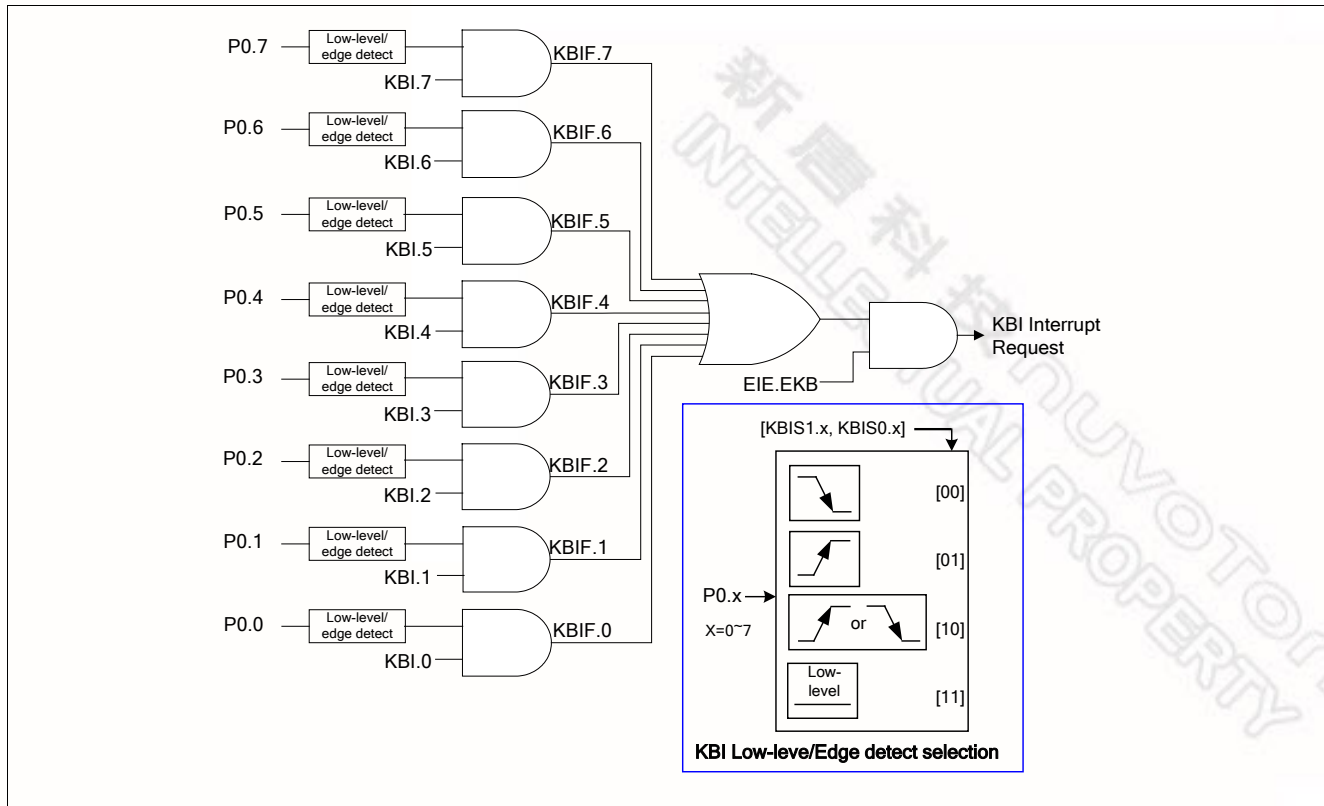 P0.7
Low-level/
edge detect
KBI.7
KBIF.7
P0.6
Low-level/
edge detect
KBI.6
KBIF.6
P0.5
Low-level/
edge detect
KBI.5
KBIF.5
P0.4
Low-level/
edge detect
KBI.4
KBIF.4
P0.3
Low-level/
edge detect
KBI.3
KBIF.3
P0.2
Low-level/
edge detect
KBI.2
KBIF.2
P0.1
Low-level/
edge detect
KBI.1
KBIF.1
P0.0
Low-level/
edge detect
KBI.0
KBIF.0
EIE.EKB
KBI Interrupt
Request
[KBIS1.x, KBIS0.x]
[00]
[01]
P0.x
X=0~7
or
[10]
Low-
level
[11]
KBI Low-leve/Edge detect selection
新唐科技 nuvoTon
INTELLECTUAL PROPERTY